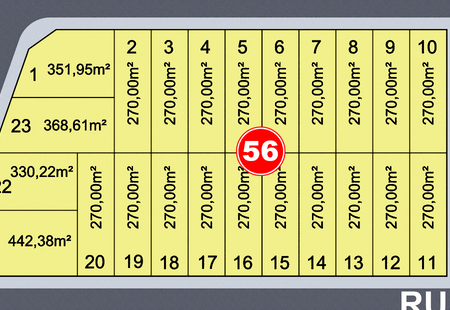 2 3 4 5 6 7 8 9 10
1 351,95m²
270,00m² 270,00m² 270,00m² 270,00m² 270,00m² 270,00m² 270,00m² 270,00m² 270,00m²
23 368,61m²
56
22 330,22m²
270,00m² 270,00m² 270,00m² 270,00m² 270,00m² 270,00m² 270,00m² 270,00m² 270,00m² 270,00m²
442,38m²
20 19 18 17 16 15 14 13 12 11
RU